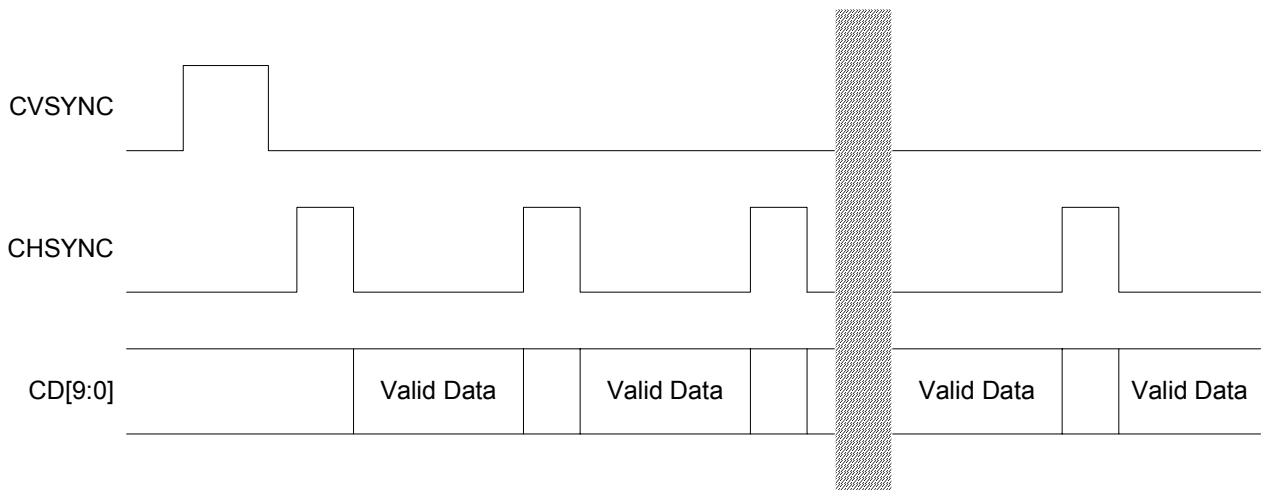 CVSYNC
CHSYNC
CD[9:0]
Valid Data
Valid Data
Valid Data
Valid Data